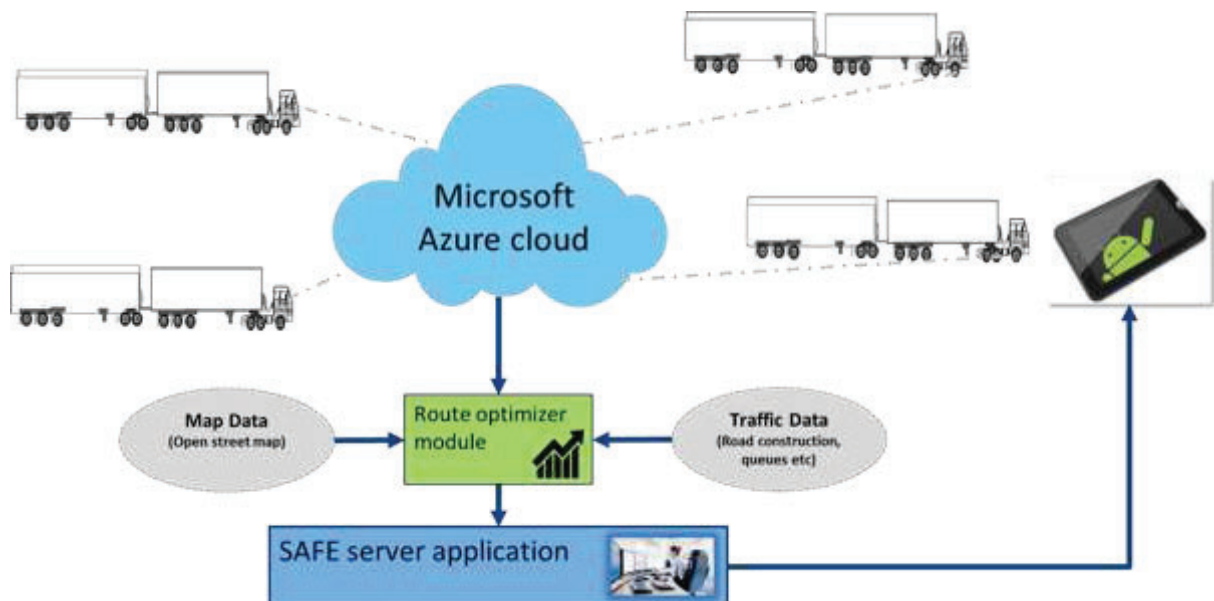 Microsoft
Azure cloud
Map Data
(Open street map)
Route optimizer
module
Traffic Data
(Road construction,
queues etc)
SAFE server application